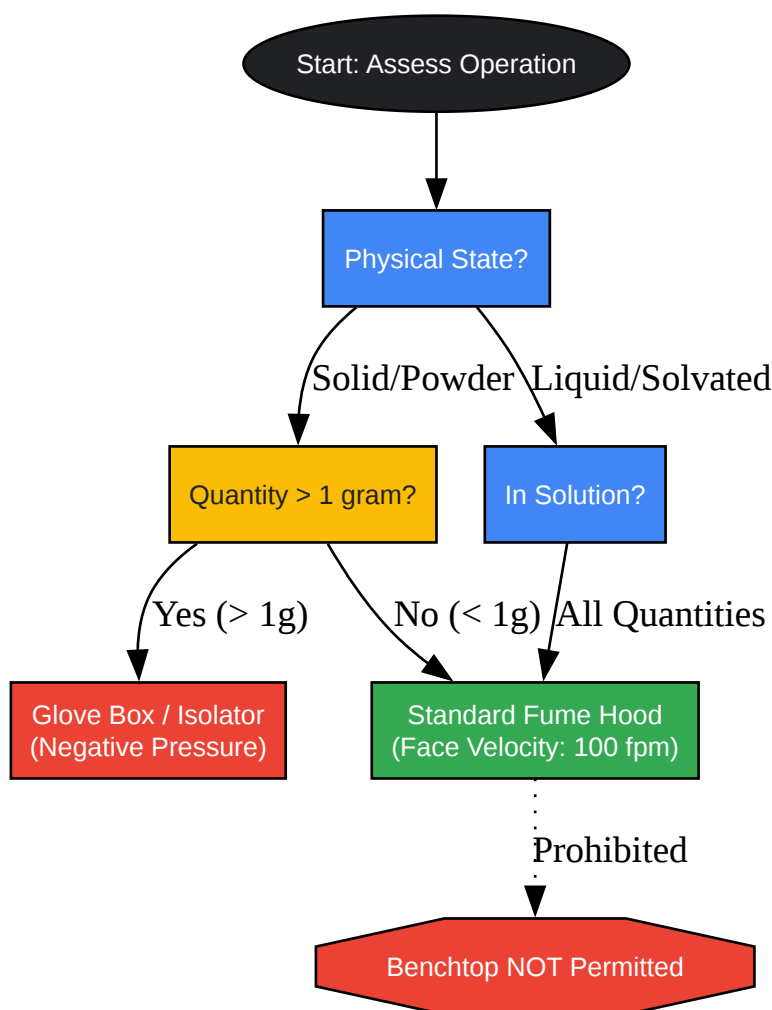 Start: Assess Operation
Physical State?
Solid/Powder
Liquid/Solvated
Quantity > 1 gram?
In Solution?
Yes (> 1g)
No (< 1g)
All Quantities
Glove Box / Isolator
(Negative Pressure)
Standard Fume Hood
(Face Velocity: 100 fpm)
Prohibited
Benchtop NOT Permitted